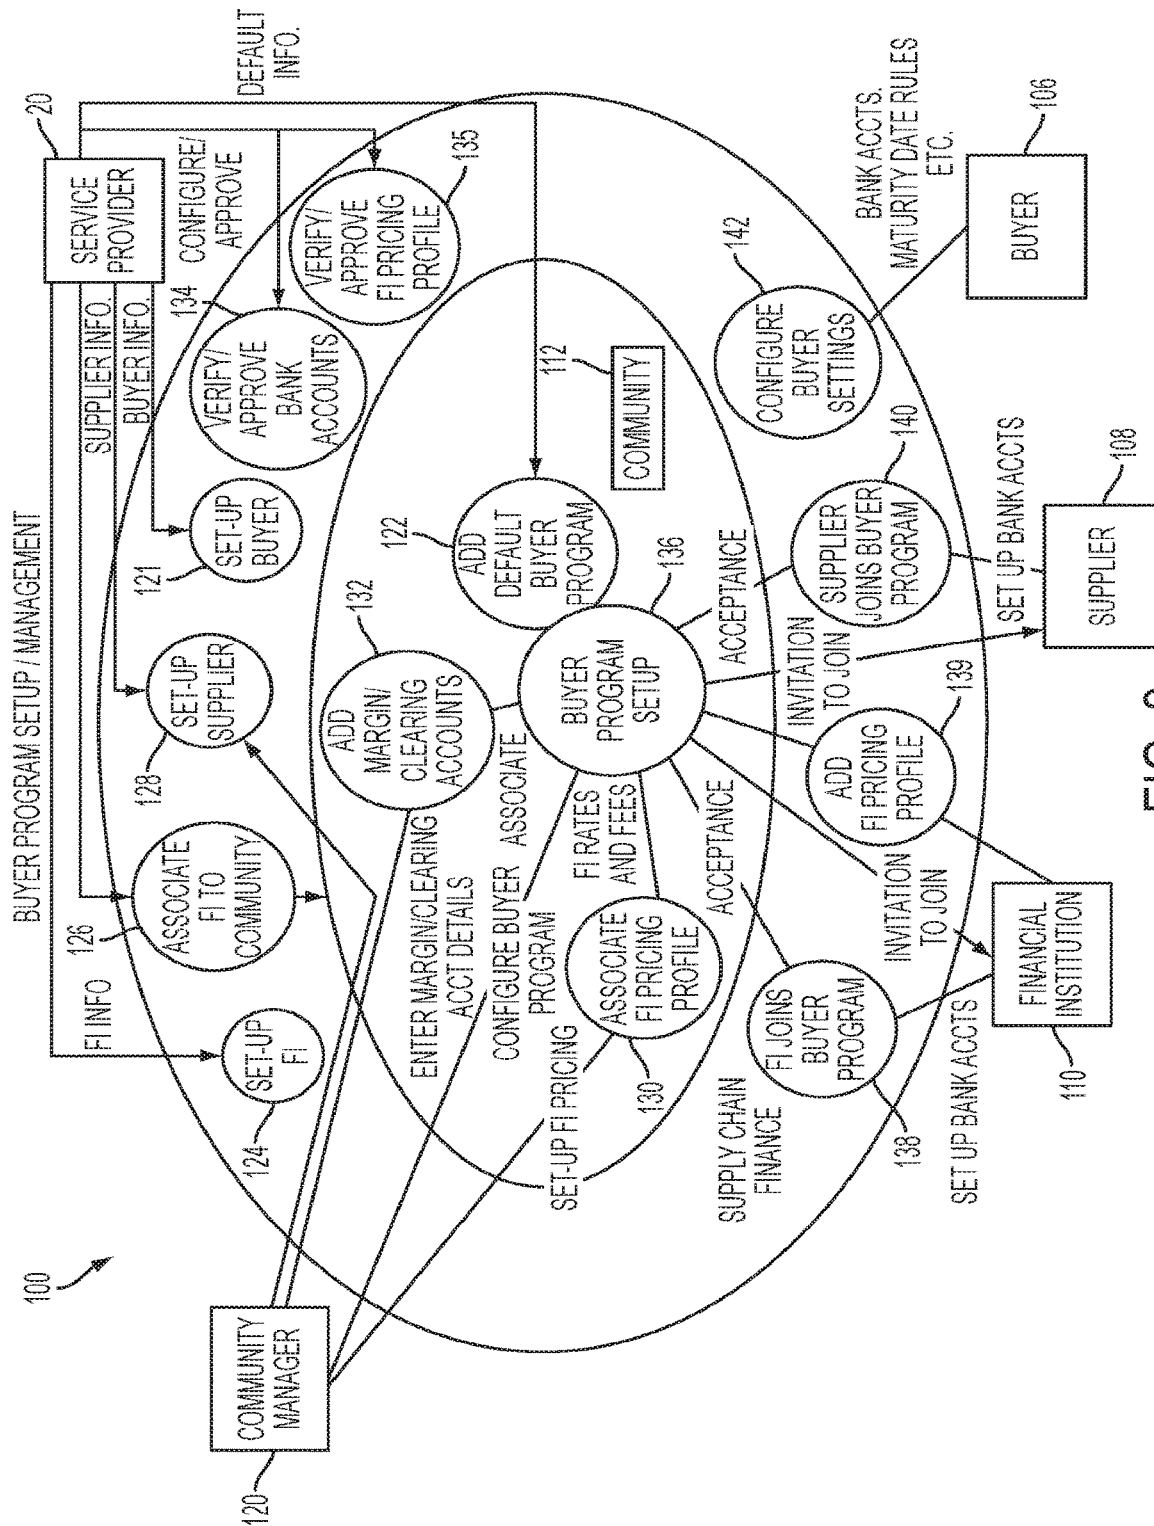 BUYER PROGRAM SETUP / MANAGEMENT
100
20
SERVICE
PROVIDER
FI INFO
SUPPLIER INFO.
BUYER INFO.
CONFIGURE/
APPROVE
DEFAULT
INFO.
COMMUNITY
MANAGER
120
124
SET-UP
FI
126
ASSOCIATE
FI TO
COMMUNITY
128
SET-UP
SUPPLIER
121
SET-UP
BUYER
134
VERIFY/
APPROVE
BANK
ACCOUNTS
VERIFY/
APPROVE
FI PRICING
PROFILE
135
ENTER MARGIN/CLEARING
ACCT DETAILS
132
ADD
MARGIN/
CLEARING
ACCOUNTS
122
ADD
DEFAULT
BUYER
PROGRAM
112
COMMUNITY
CONFIGURE BUYER
PROGRAM
ASSOCIATE
BUYER
PROGRAM
SETUP
136
SET-UP FI PRICING
130
ASSOCIATE
FI PRICING
PROFILE
FI RATES
AND FEES
ACCEPTANCE
ACCEPTANCE
INVITATION
TO JOIN
INVITATION
TO JOIN
SUPPLY CHAIN
FINANCE
138
FI JOINS
BUYER
PROGRAM
ADD
FI PRICING
PROFILE
139
SUPPLIER
JOINS BUYER
PROGRAM
140
CONFIGURE
BUYER
SETTINGS
142
BANK ACCTS.
MATURITY DATE RULES
ETC.
SET UP BANK ACCTS
110
FINANCIAL
INSTITUTION
SET UP BANK ACCTS
SUPPLIER
108
BUYER
106